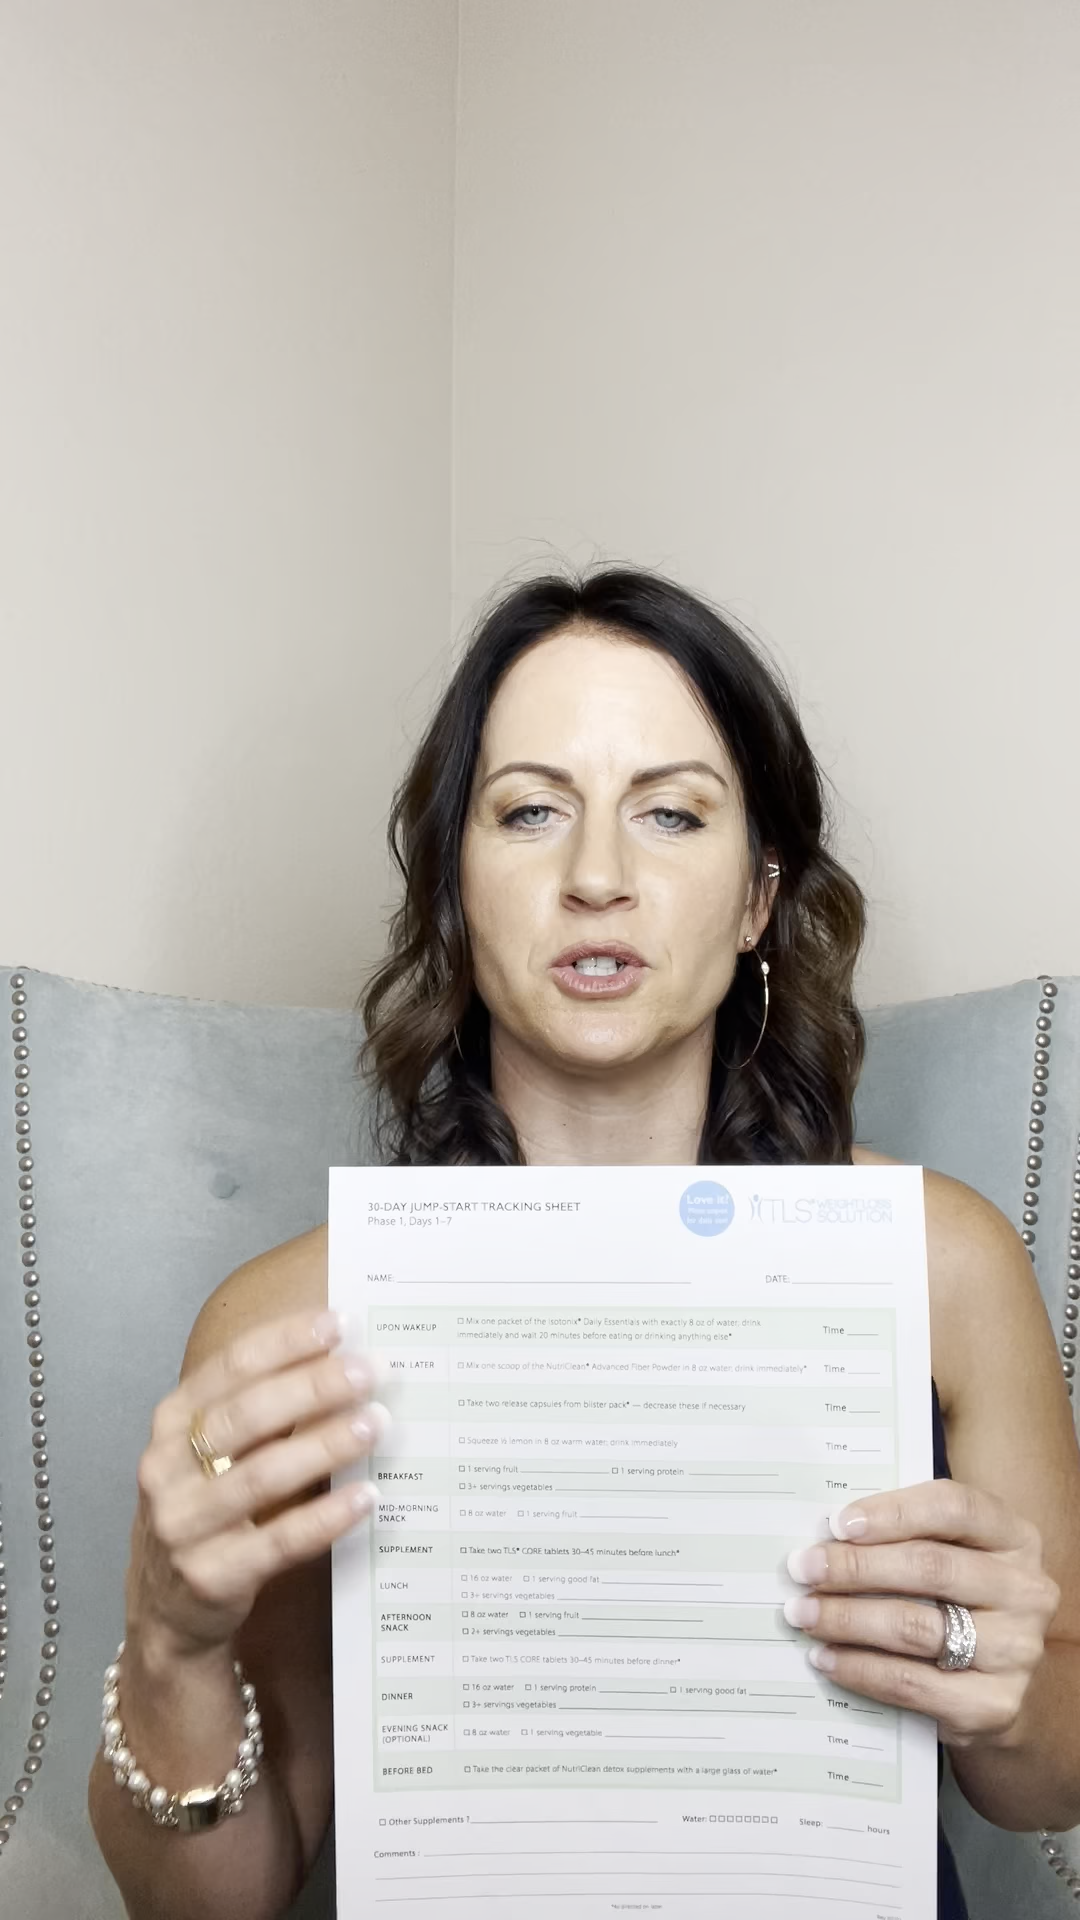 30-DAY JUMP-START TRACKING SHEET
Phase 1, Days 1–7
Love it!
Make copies
for daily use!
TLS® WEIGHT LOSS
SOLUTION
NAME: DATE:
UPON WAKEUP
☐ Mix one packet of the Isotonix® Daily Essentials with exactly 8 oz of water, drink
immediately and wait 20 minutes before eating or drinking anything else*
Time
MIN. LATER
☐ Mix one scoop of the NutriClean® Advanced Fiber Powder in 8 oz water; drink immediately*
Time
☐ Take two release capsules from blister pack* — decrease these if necessary
Time
☐ Squeeze ½ lemon in 8 oz warm water; drink immediately
Time
BREAKFAST
☐ 1 serving fruit ☐ 1 serving protein
☐ 3+ servings vegetables
Time
MID-MORNING
SNACK
☐ 8 oz water ☐ 1 serving fruit
SUPPLEMENT
☐ Take two TLS® CORE tablets 30–45 minutes before lunch*
LUNCH
☐ 16 oz water ☐ 1 serving good fat
☐ 3+ servings vegetables
AFTERNOON
SNACK
☐ 8 oz water ☐ 1 serving fruit
☐ 2+ servings vegetables
SUPPLEMENT
☐ Take two TLS CORE tablets 30–45 minutes before dinner*
DINNER
☐ 16 oz water ☐ 1 serving protein ☐ 1 serving good fat
☐ 3+ servings vegetables
Time
EVENING SNACK
(OPTIONAL)
☐ 8 oz water ☐ 1 serving vegetable
Time
BEFORE BED
☐ Take the clear packet of NutriClean detox supplements with a large glass of water*
Time
☐ Other Supplements ? Water: ☐☐☐☐☐☐☐☐ Sleep: hours
Comments :
*As directed on label